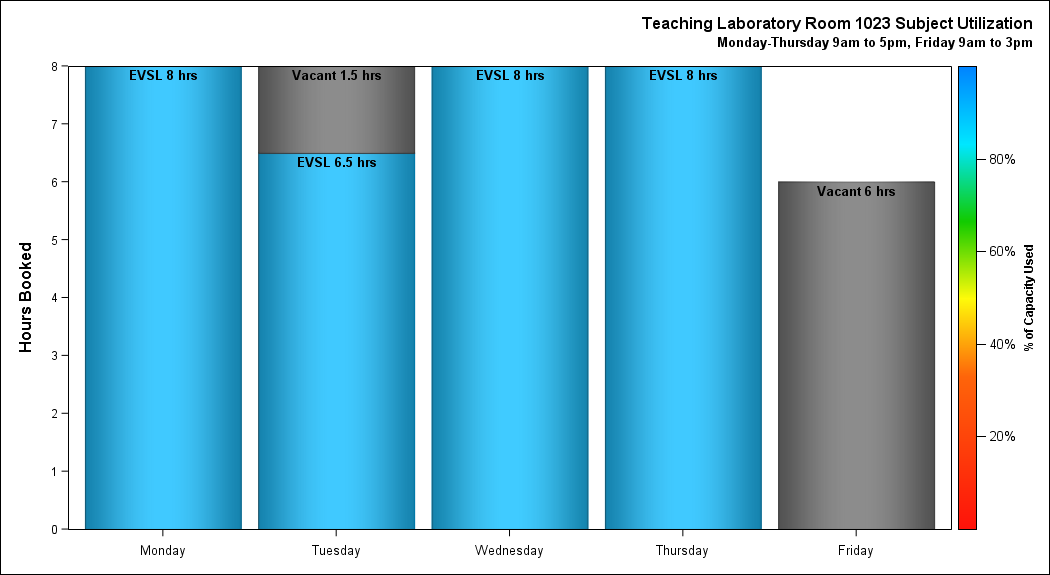 Teaching Laboratory Room 1023 Subject Utilization
Monday-Thursday 9am to 5pm, Friday 9am to 3pm
Hours Booked
8
7
6
5
4
3
2
1
0
EVSL 8 hrs
Vacant 1.5 hrs
EVSL 6.5 hrs
EVSL 8 hrs
EVSL 8 hrs
Vacant 6 hrs
Monday
Tuesday
Wednesday
Thursday
Friday
80%
60%
40%
20%
% of Capacity Used